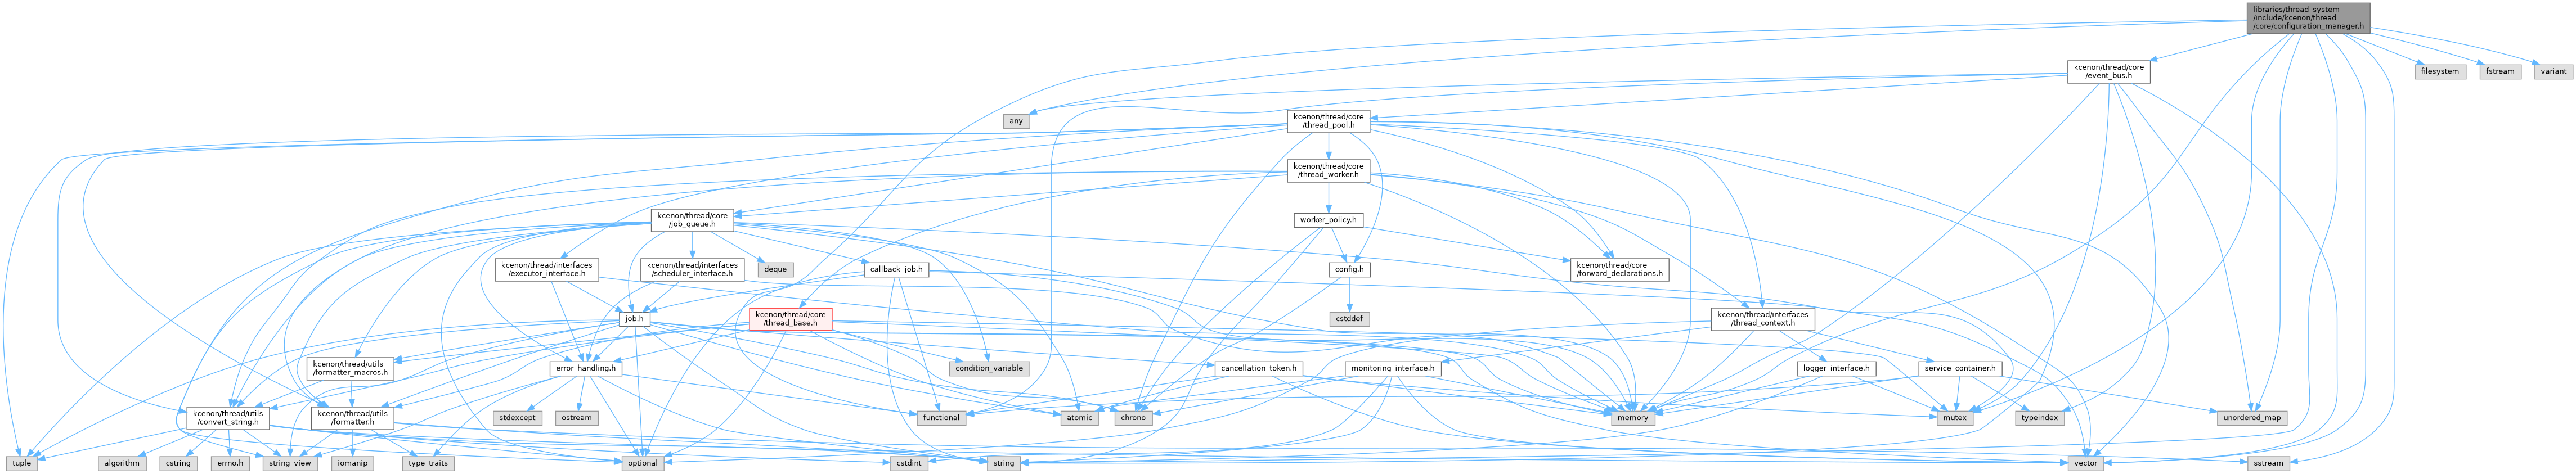 libraries/thread_system
/include/kcenon/thread
/core/configuration_manager.h
kcenon/thread/core
/event_bus.h
filesystem
fstream
variant
any
kcenon/thread/core
/thread_pool.h
kcenon/thread/core
/thread_worker.h
kcenon/thread/core
/job_queue.h
worker_policy.h
kcenon/thread/interfaces
/executor_interface.h
kcenon/thread/interfaces
/scheduler_interface.h
deque
callback_job.h
config.h
kcenon/thread/core
/forward_declarations.h
job.h
kcenon/thread/core
/thread_base.h
cstddef
kcenon/thread/interfaces
/thread_context.h
kcenon/thread/utils
/formatter_macros.h
error_handling.h
condition_variable
cancellation_token.h
monitoring_interface.h
logger_interface.h
service_container.h
kcenon/thread/utils
/convert_string.h
kcenon/thread/utils
/formatter.h
stdexcept
ostream
functional
atomic
chrono
memory
mutex
typeindex
unordered_map
tuple
algorithm
cstring
errno.h
string_view
iomanip
type_traits
optional
cstdint
string
vector
sstream